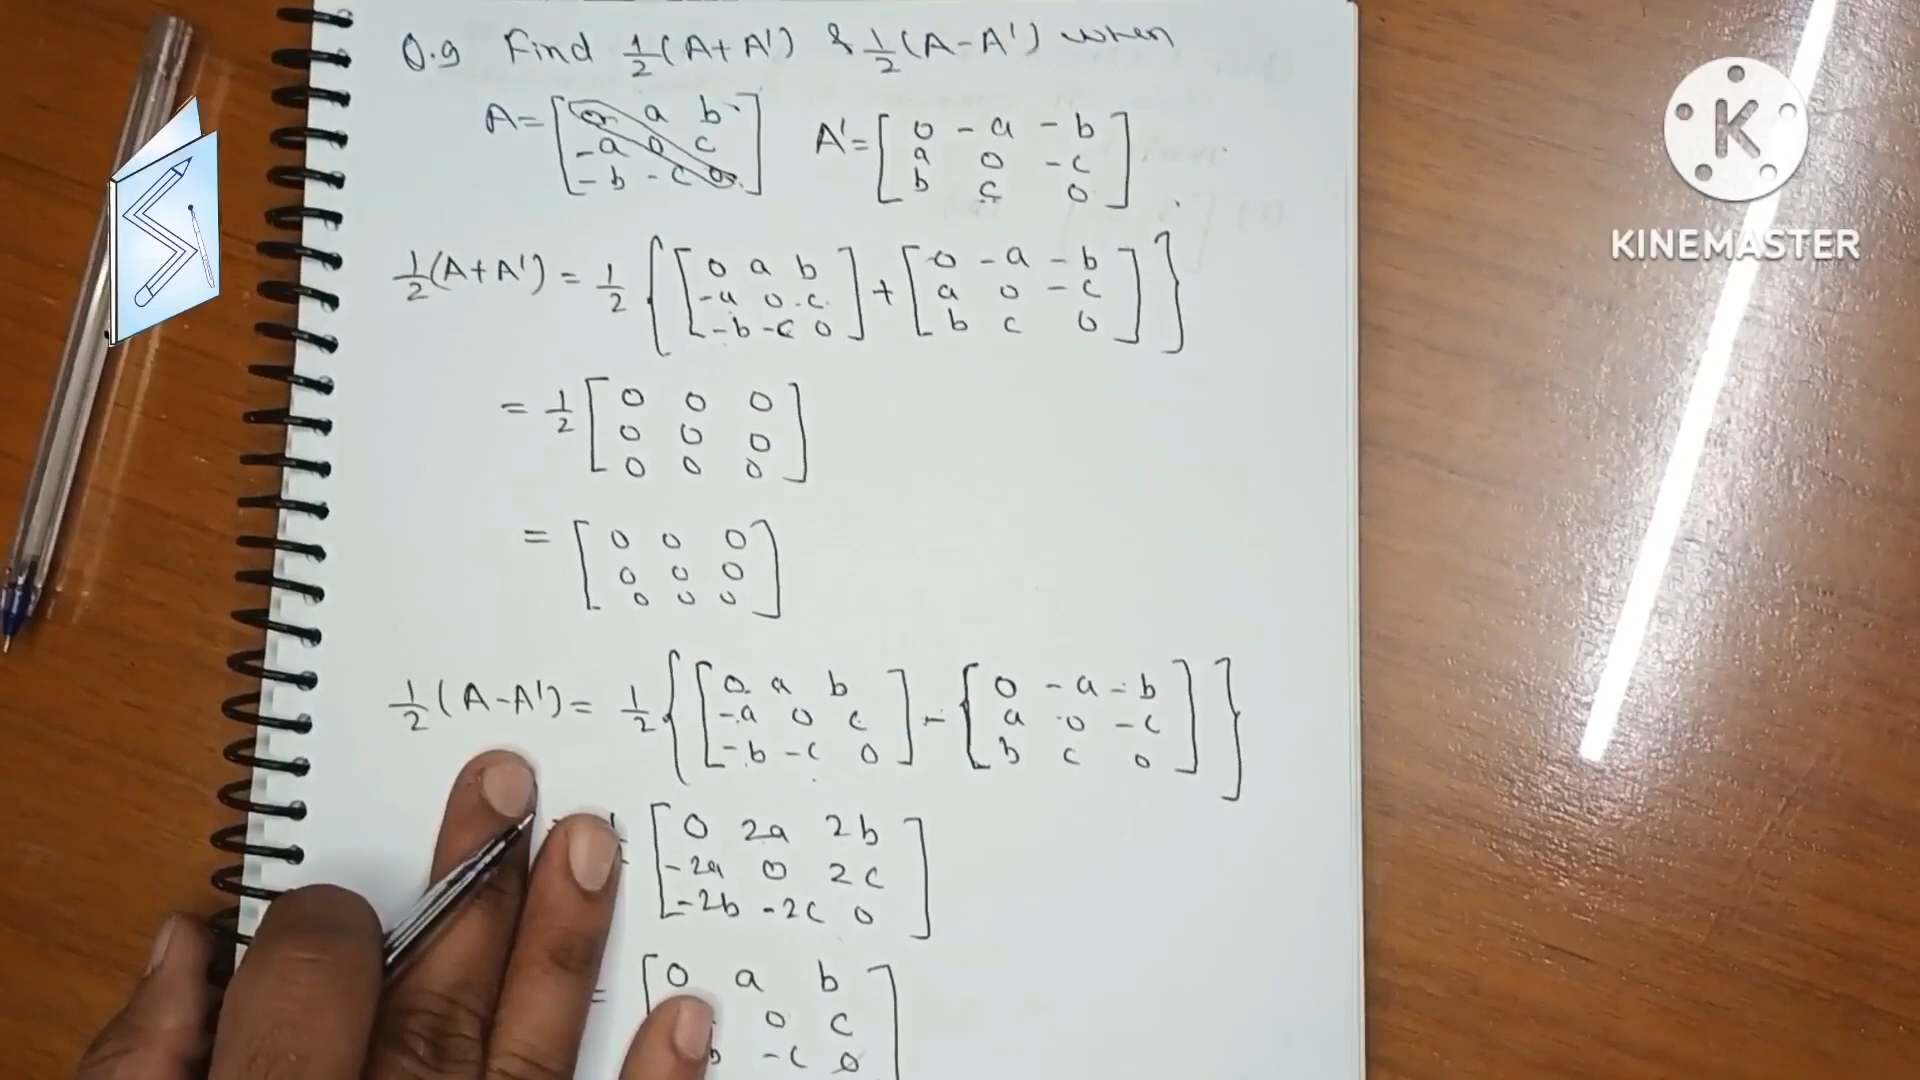 Q.9 Find 1/2(A+A') & 1/2(A-A') when
A=[0 a b
-a 0 c
-b -c 0] A'=[0 -a -b
a 0 -c
b c 0]
1/2(A+A') = 1/2{[0 a b
-a 0 c
-b -c 0]+[0 -a -b
a 0 -c
b c 0]}
= 1/2[0 0 0
0 0 0
0 0 0]
= [0 0 0
0 0 0
0 0 0]
1/2(A-A') = 1/2{[0 a b
-a 0 c
-b -c 0]-[0 -a -b
a 0 -c
b c 0]}
[0 2a 2b
-2a 0 2c
-2b -2c 0]
= [0 a b
0 c
b -c 0]
K
KINEMASTER